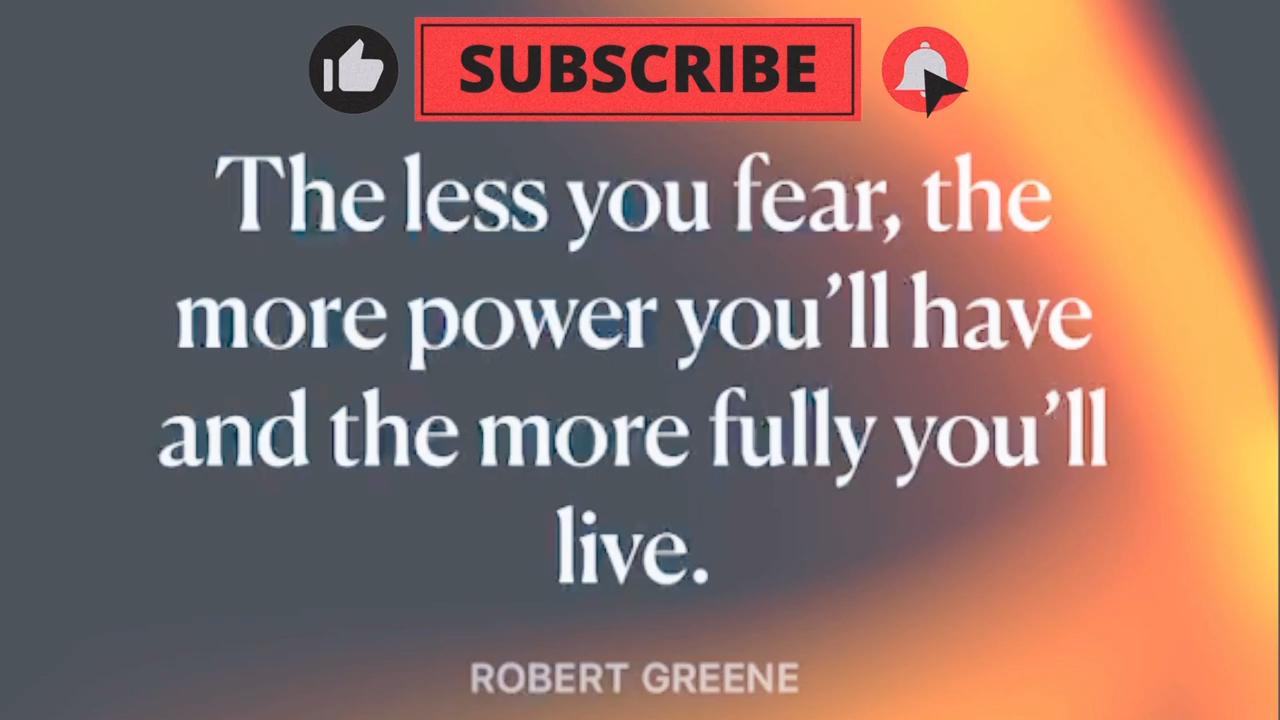 SUBSCRIBE
The less you fear, the
more power you’ll have
and the more fully you’ll
live.
ROBERT GREENE